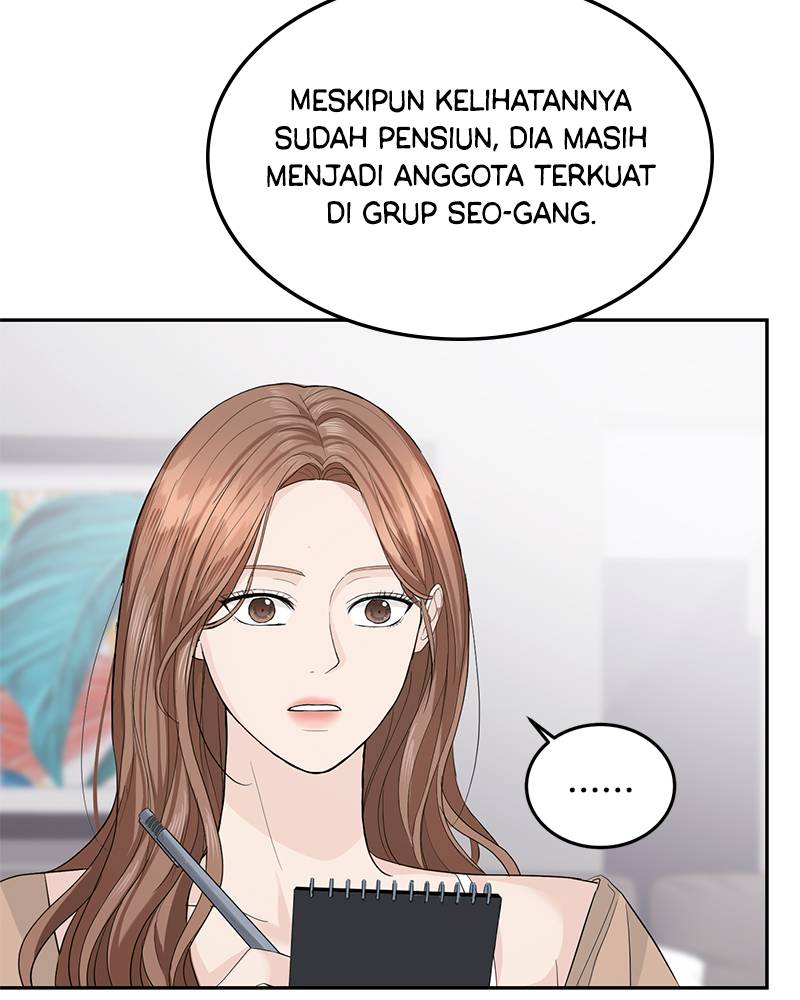 MESKIPUN KELIHATANNYA
SUDAH PENSIUN, DIA MASIH
MENJADI ANGGOTA TERKUAT
DI GRUP SEO-GANG.
......